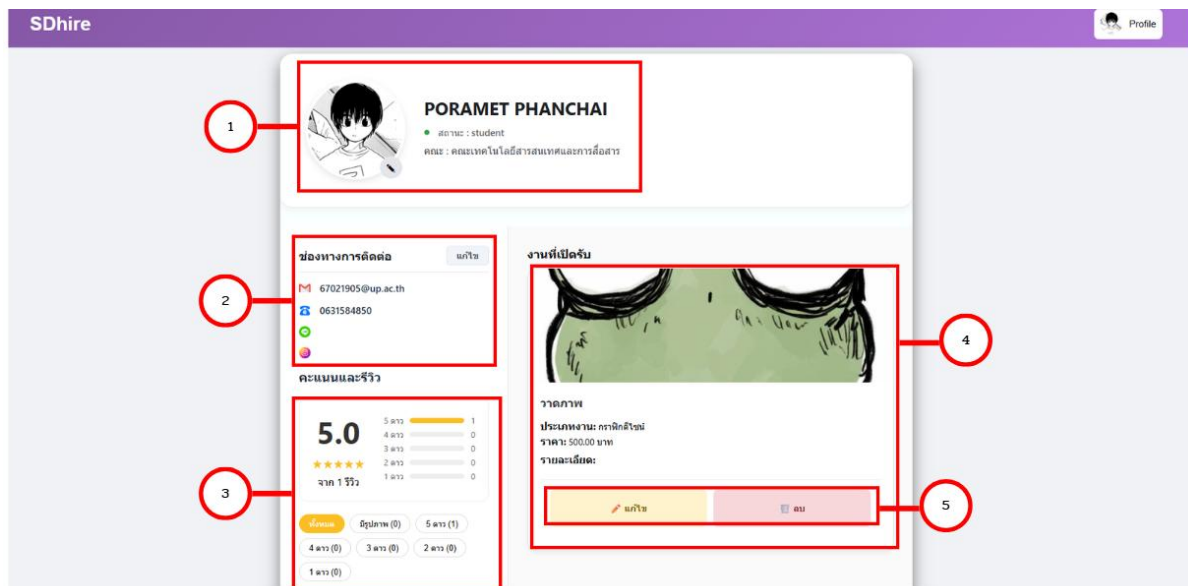 SDhire
Profile
1
PORAMET PHANCHAI
สถานะ : student
คณะ : คณะเทคโนโลยีสารสนเทศและการสื่อสาร
2
ช่องทางการติดต่อ
แก้ไข
67021905@up.ac.th
0631584850
คะแนนและรีวิว
3
5.0
จาก 1 รีวิว
5 ดาว 1
4 ดาว 0
3 ดาว 0
2 ดาว 0
1 ดาว 0
ทั้งหมด
มีรูปภาพ (0)
5 ดาว (1)
4 ดาว (0)
3 ดาว (0)
2 ดาว (0)
1 ดาว (0)
งานที่เปิดรับ
4
วาดภาพ
ประเภทงาน: กราฟิกดีไซน์
ราคา: 500.00 บาท
รายละเอียด:
แก้ไข
ลบ
5